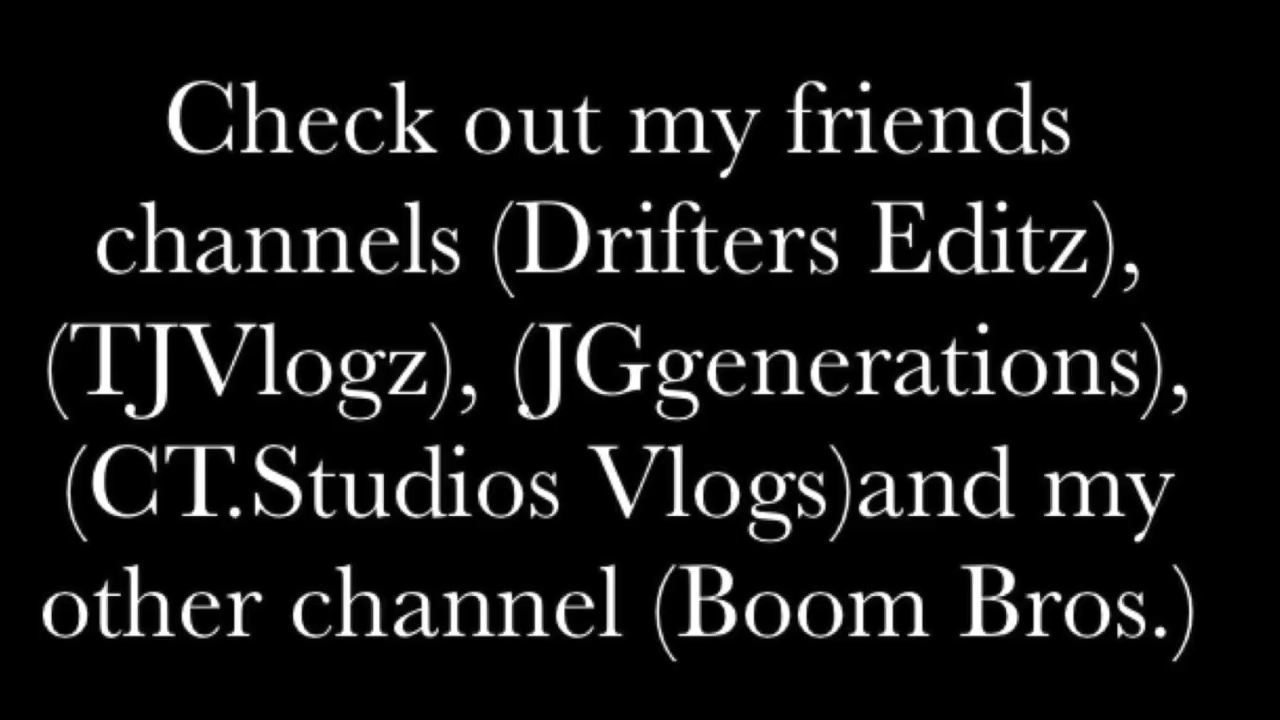 Check out my friends
channels (Drifters Editz),
(TJVlogz), (JGgenerations),
(CT.Studios Vlogs)and my
other channel (Boom Bros.)